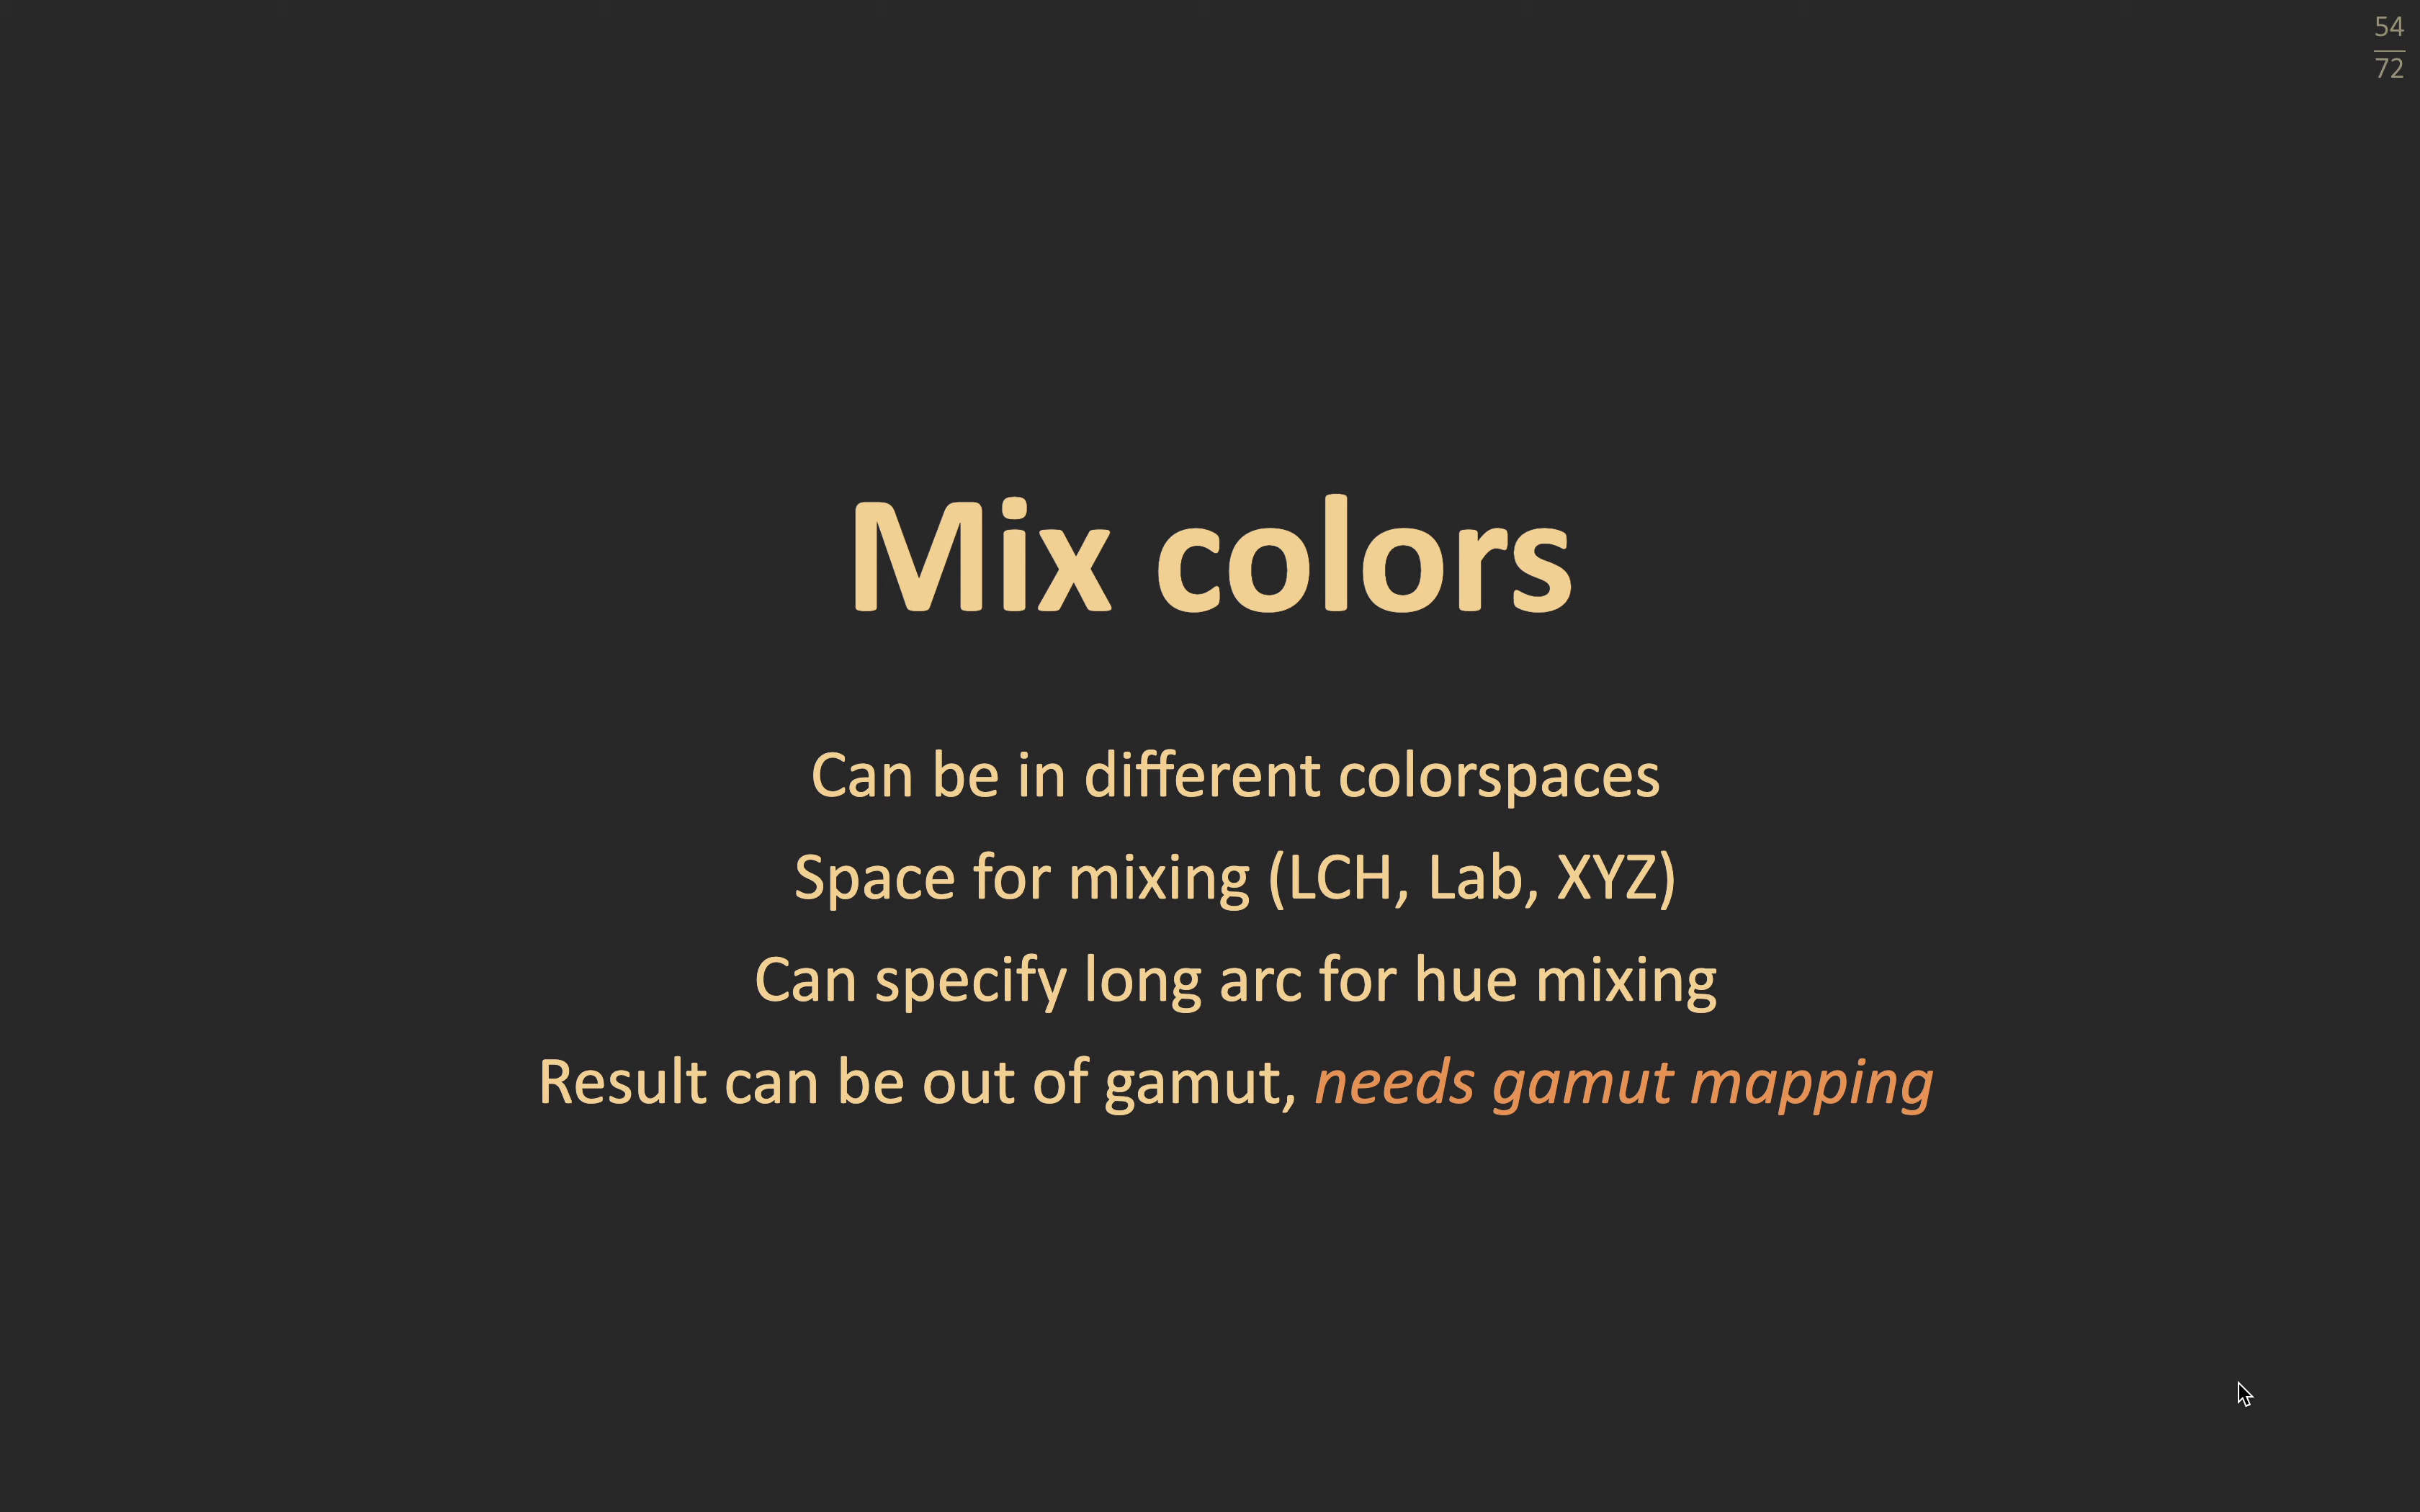 54
72
Mix colors
Can be in different colorspaces
Space for mixing (LCH, Lab, XYZ)
Can specify long arc for hue mixing
Result can be out of gamut, needs gamut mapping